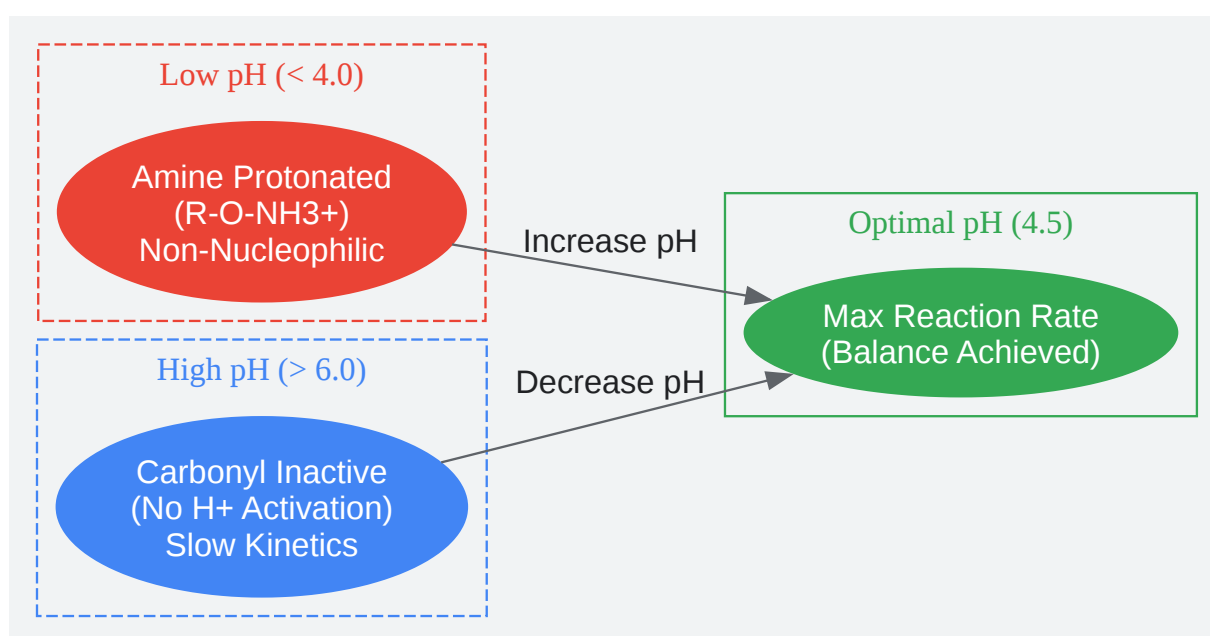 Low pH (< 4.0)
Amine Protonated
(R-O-NH3+)
Non-Nucleophilic
Increase pH
Optimal pH (4.5)
Max Reaction Rate
(Balance Achieved)
High pH (> 6.0)
Decrease pH
Carbonyl Inactive
(No H+ Activation)
Slow Kinetics